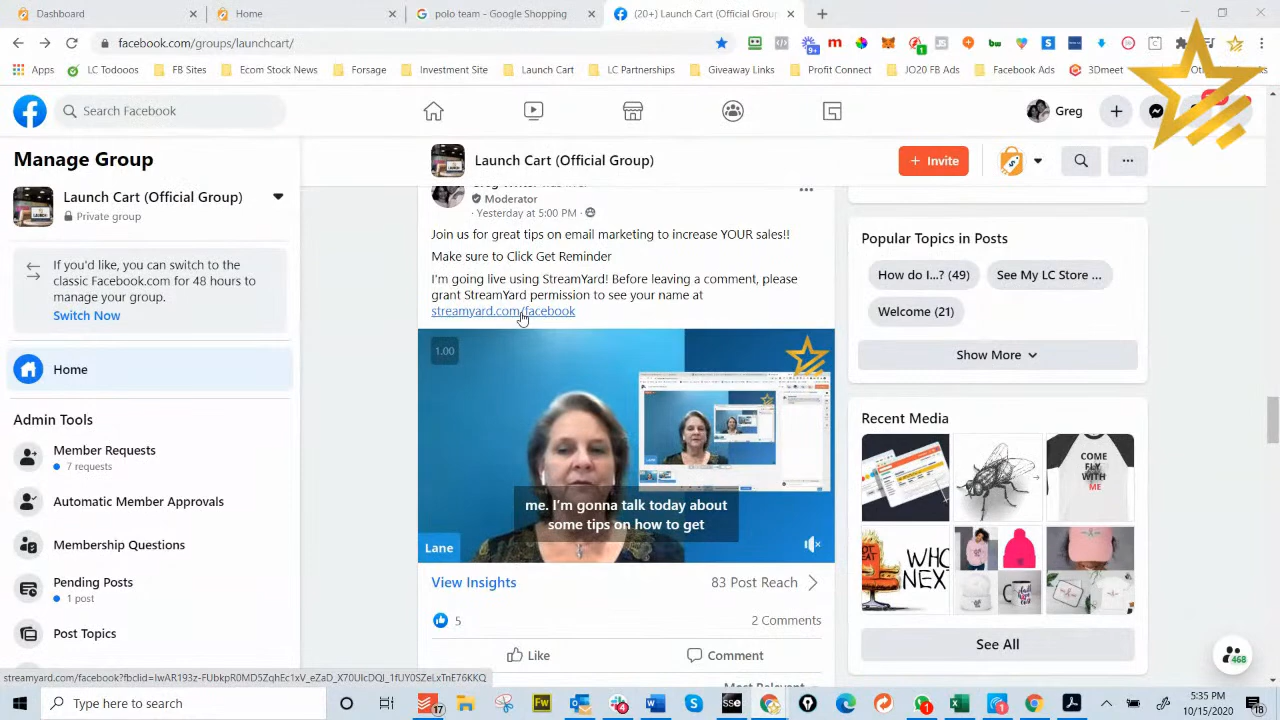 Dashboard
Home
polo team - Google Shopping
(20+) Launch Cart (Official Group)
facebook.com/groups/launchcart/
Apps
LC Todooos
FB Sites
Ecom Stock News
Forsage
Investment St
Launch Cart
LC Partnerships
Giveaway Links
Profit Connect
JO20 FB Ads
Facebook Ads
3Dmeet
Search Facebook
Greg
Manage Group
Launch Cart (Official Group)
Private group
If you'd like, you can switch to the
classic Facebook.com for 48 hours to
manage your group.
Switch Now
Home
Admin Tools
Member Requests
7 requests
Automatic Member Approvals
Membership Questions
Pending Posts
1 post
Post Topics
Launch Cart (Official Group)
+ Invite
Moderator
Yesterday at 5:00 PM
Join us for great tips on email marketing to increase YOUR sales!!
Make sure to Click Get Reminder
I'm going live using StreamYard! Before leaving a comment, please
grant StreamYard permission to see your name at
streamyard.com/facebook
1.00
me. I'm gonna talk today about
some tips on how to get
Lane
View Insights
83 Post Reach
5
2 Comments
Like
Comment
Popular Topics in Posts
How do I...? (49)
See My LC Store ...
Welcome (21)
Show More
Recent Media
COME
FLY
WITH
ME
WHO
NEX
See All
468
Type here to search
17
4
1
1
5:35 PM
10/15/2020
18